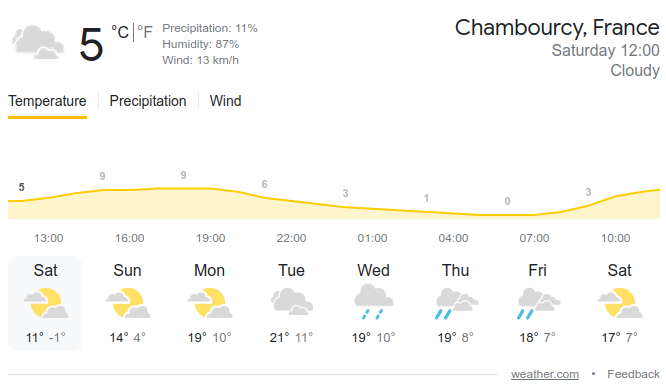 5 °C | °F
Precipitation: 11%
Humidity: 87%
Wind: 13 km/h
Chambourcy, France
Saturday 12:00
Cloudy
Temperature
Precipitation
Wind
5 9 9 6 3 1 0 3
13:00 16:00 19:00 22:00 01:00 04:00 07:00 10:00
Sat Sun Mon Tue Wed Thu Fri Sat
11° -1° 14° 4° 19° 10° 21° 11° 19° 10° 19° 8° 18° 7° 17° 7°
weather.com • Feedback